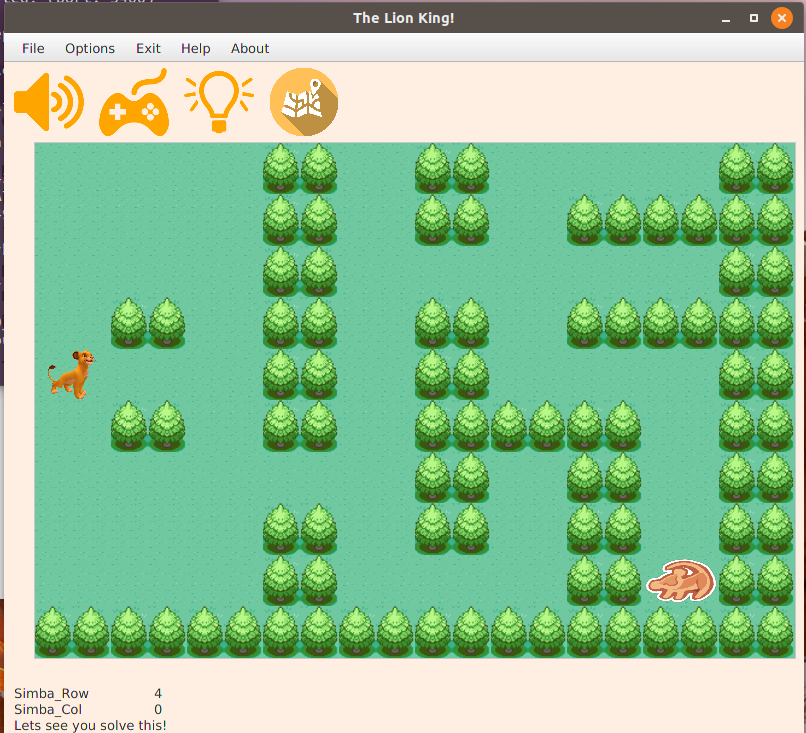 The Lion King!
File Options Exit Help About
Simba_Row 4
Simba_Col 0
Lets see you solve this!